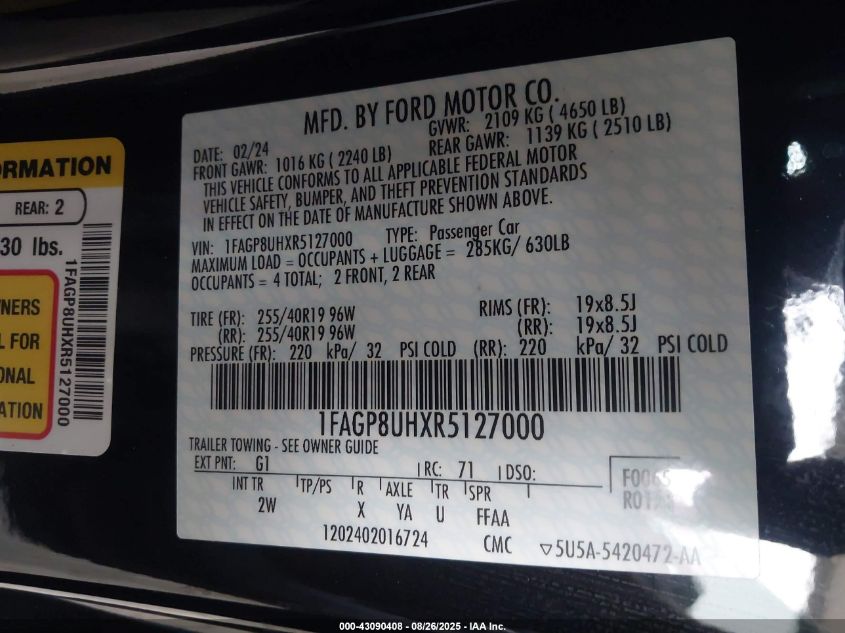 ORMATION
REAR: 2
30 lbs.
NERS
L FOR
ONAL
ATION
1FAGP8UHXR5127000
MFD. BY FORD MOTOR CO.
DATE: 02/24 GVWR: 2109 KG ( 4650 LB)
FRONT GAWR: 1016 KG ( 2240 LB) REAR GAWR: 1139 KG ( 2510 LB)
THIS VEHICLE CONFORMS TO ALL APPLICABLE FEDERAL MOTOR
VEHICLE SAFETY, BUMPER, AND THEFT PREVENTION STANDARDS
IN EFFECT ON THE DATE OF MANUFACTURE SHOWN ABOVE.
VIN: 1FAGP8UHXR5127000 TYPE: Passenger Car
MAXIMUM LOAD = OCCUPANTS + LUGGAGE = 285KG/ 630LB
OCCUPANTS = 4 TOTAL; 2 FRONT, 2 REAR
TIRE (FR): 255/40R19 96W RIMS (FR): 19x8.5J
(RR): 255/40R19 96W (RR): 19x8.5J
PRESSURE (FR): 220 kPa/ 32 PSI COLD (RR): 220 kPa/ 32 PSI COLD
1FAGP8UHXR5127000
TRAILER TOWING - SEE OWNER GUIDE
EXT PNT: G1 RC: 71 DSO:
INT TR TP/PS R AXLE TR SPR
2W X YA U FFAA
1202402016724 CMC ▽5U5A-5420472-AA
000-43090408 - 08/26/2025 - IAA Inc.